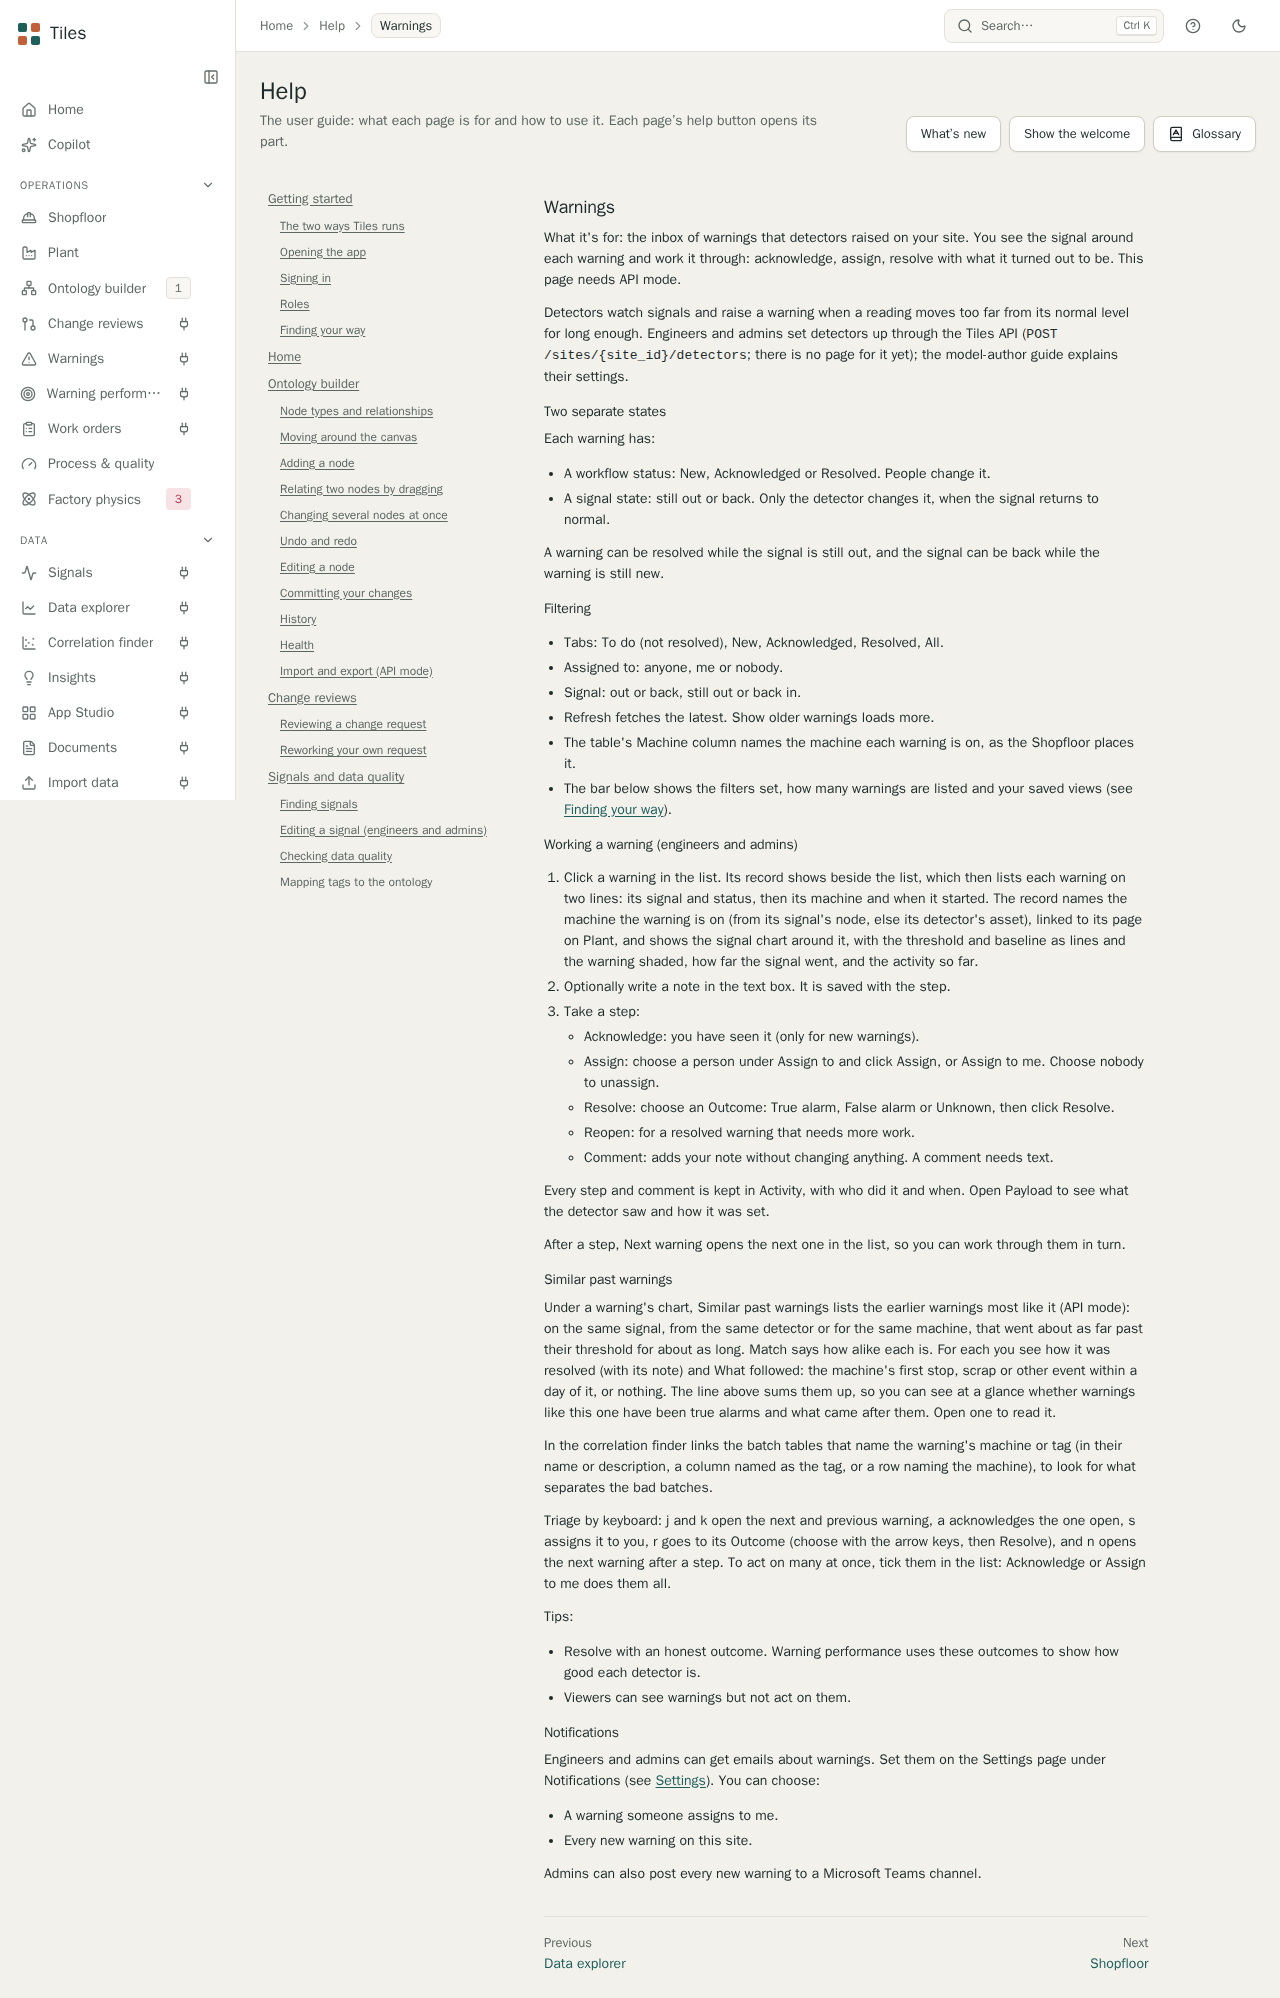 Tiles
Home
Copilot
OPERATIONS
Shopfloor
Plant
Ontology builder 1
Change reviews
Warnings
Warning perform…
Work orders
Process & quality
Factory physics 3
DATA
Signals
Data explorer
Correlation finder
Insights
App Studio
Documents
Import data
Home > Help > Warnings
Search… Ctrl K
Help
The user guide: what each page is for and how to use it. Each page's help button opens its
part.
What's new
Show the welcome
Glossary
Getting started
The two ways Tiles runs
Opening the app
Signing in
Roles
Finding your way
Home
Ontology builder
Node types and relationships
Moving around the canvas
Adding a node
Relating two nodes by dragging
Changing several nodes at once
Undo and redo
Editing a node
Committing your changes
History
Health
Import and export (API mode)
Change reviews
Reviewing a change request
Reworking your own request
Signals and data quality
Finding signals
Editing a signal (engineers and admins)
Checking data quality
Mapping tags to the ontology
Warnings
What it's for: the inbox of warnings that detectors raised on your site. You see the signal around
each warning and work it through: acknowledge, assign, resolve with what it turned out to be. This
page needs API mode.
Detectors watch signals and raise a warning when a reading moves too far from its normal level
for long enough. Engineers and admins set detectors up through the Tiles API (POST
/sites/{site_id}/detectors; there is no page for it yet); the model-author guide explains
their settings.
Two separate states
Each warning has:
• A workflow status: New, Acknowledged or Resolved. People change it.
• A signal state: still out or back. Only the detector changes it, when the signal returns to
normal.
A warning can be resolved while the signal is still out, and the signal can be back while the
warning is still new.
Filtering
• Tabs: To do (not resolved), New, Acknowledged, Resolved, All.
• Assigned to: anyone, me or nobody.
• Signal: out or back, still out or back in.
• Refresh fetches the latest. Show older warnings loads more.
• The table's Machine column names the machine each warning is on, as the Shopfloor places
it.
• The bar below shows the filters set, how many warnings are listed and your saved views (see
Finding your way).
Working a warning (engineers and admins)
1. Click a warning in the list. Its record shows beside the list, which then lists each warning on
two lines: its signal and status, then its machine and when it started. The record names the
machine the warning is on (from its signal's node, else its detector's asset), linked to its page
on Plant, and shows the signal chart around it, with the threshold and baseline as lines and
the warning shaded, how far the signal went, and the activity so far.
2. Optionally write a note in the text box. It is saved with the step.
3. Take a step:
◦ Acknowledge: you have seen it (only for new warnings).
◦ Assign: choose a person under Assign to and click Assign, or Assign to me. Choose nobody
to unassign.
◦ Resolve: choose an Outcome: True alarm, False alarm or Unknown, then click Resolve.
◦ Reopen: for a resolved warning that needs more work.
◦ Comment: adds your note without changing anything. A comment needs text.
Every step and comment is kept in Activity, with who did it and when. Open Payload to see what
the detector saw and how it was set.
After a step, Next warning opens the next one in the list, so you can work through them in turn.
Similar past warnings
Under a warning's chart, Similar past warnings lists the earlier warnings most like it (API mode):
on the same signal, from the same detector or for the same machine, that went about as far past
their threshold for about as long. Match says how alike each is. For each you see how it was
resolved (with its note) and What followed: the machine's first stop, scrap or other event within a
day of it, or nothing. The line above sums them up, so you can see at a glance whether warnings
like this one have been true alarms and what came after them. Open one to read it.
In the correlation finder links the batch tables that name the warning's machine or tag (in their
name or description, a column named as the tag, or a row naming the machine), to look for what
separates the bad batches.
Triage by keyboard: j and k open the next and previous warning, a acknowledges the one open, s
assigns it to you, r goes to its Outcome (choose with the arrow keys, then Resolve), and n opens
the next warning after a step. To act on many at once, tick them in the list: Acknowledge or Assign
to me does them all.
Tips:
• Resolve with an honest outcome. Warning performance uses these outcomes to show how
good each detector is.
• Viewers can see warnings but not act on them.
Notifications
Engineers and admins can get emails about warnings. Set them on the Settings page under
Notifications (see Settings). You can choose:
• A warning someone assigns to me.
• Every new warning on this site.
Admins can also post every new warning to a Microsoft Teams channel.
Previous
Data explorer
Next
Shopfloor